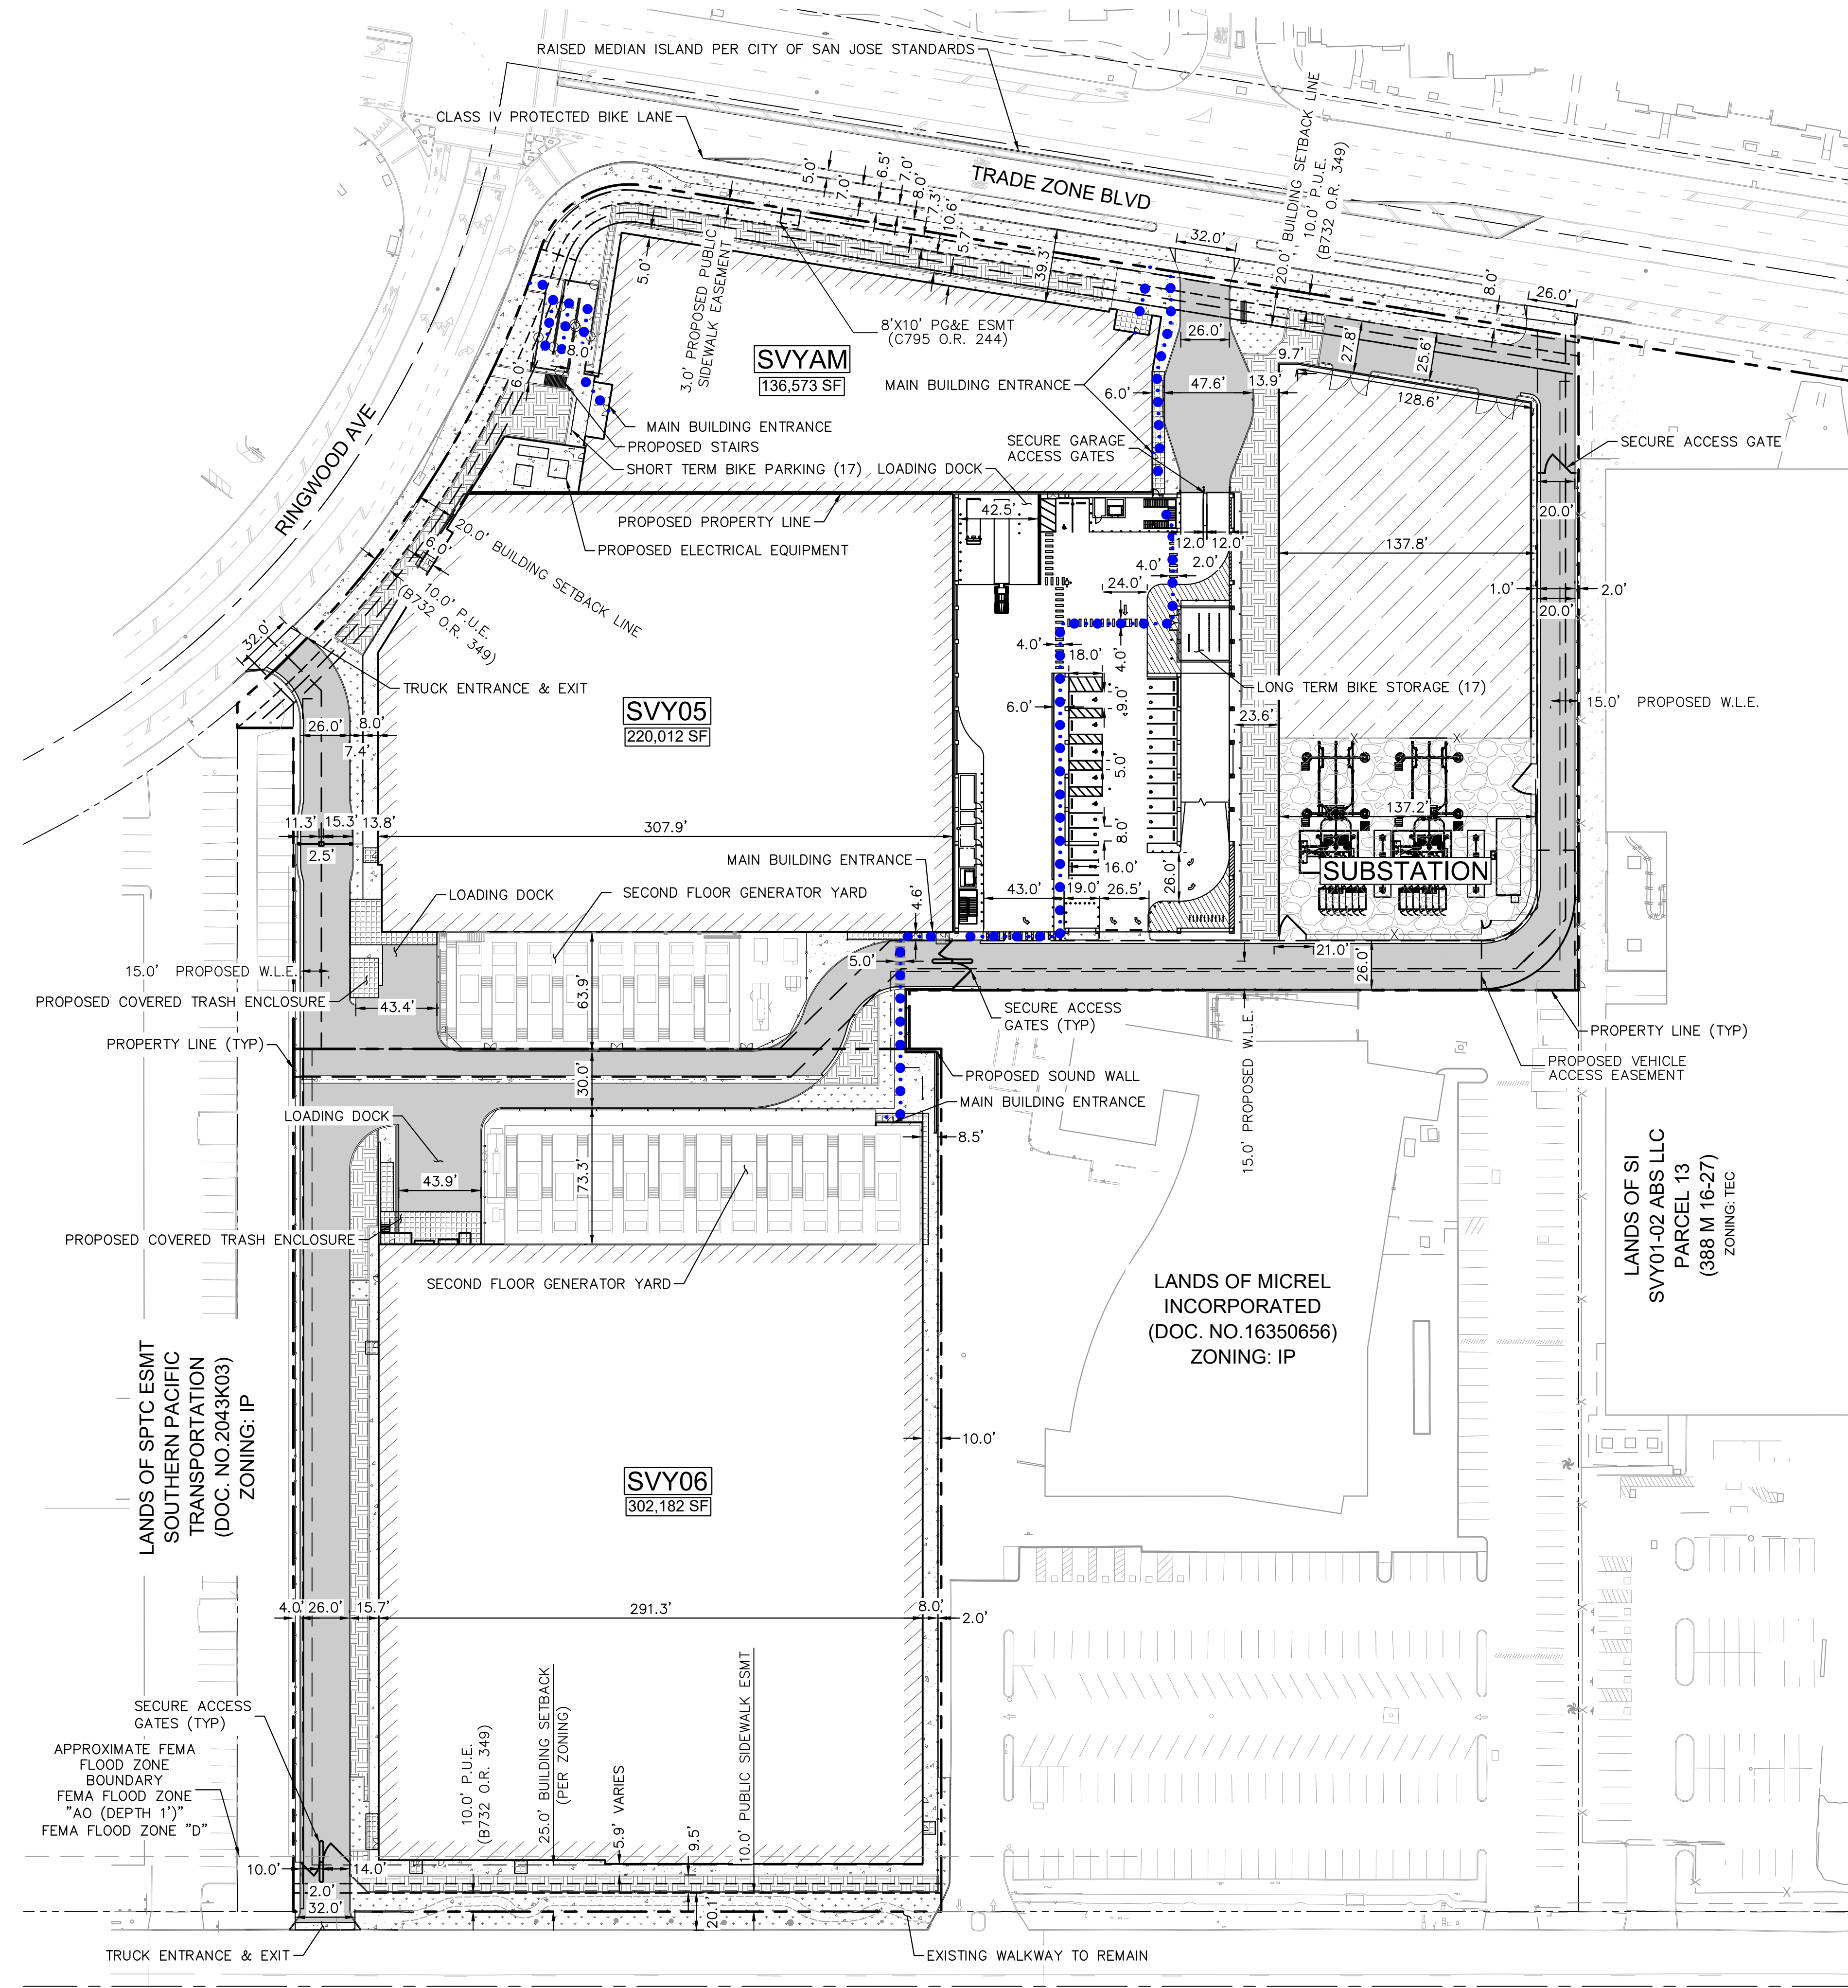 RAISED MEDIAN ISLAND PER CITY OF SAN JOSE STANDARDS
CLASS IV PROTECTED BIKE LANE
TRADE ZONE BLVD
20.0' BUILDING SETBACK LINE
10.0' P.U.E.
(B732 O.R. 349)
5.0'
7.0'
6.5'
7.0'
8.0'
7.3'
10.6'
5.7'
39.3'
32.0'
8.0'
26.0'
5.0'
3.0' PROPOSED PUBLIC
SIDEWALK EASEMENT
8'X10' PG&E ESMT
(C795 O.R. 244)
26.0'
27.8'
25.6'
9.7'
SVYAM
136,573 SF
8.0'
6.0'
MAIN BUILDING ENTRANCE
6.0'
47.6'
13.9'
128.6'
RINGWOOD AVE
MAIN BUILDING ENTRANCE
PROPOSED STAIRS
SHORT TERM BIKE PARKING (17)
LOADING DOCK
SECURE GARAGE
ACCESS GATES
SECURE ACCESS GATE
20.0'
PROPOSED PROPERTY LINE
42.5'
PROPOSED ELECTRICAL EQUIPMENT
20.0' BUILDING SETBACK LINE
6.0'
10.0' P.U.E.
(B732 O.R. 349)
12.0'
12.0'
2.0'
4.0'
24.0'
137.8'
1.0'
2.0'
20.0'
32.0'
TRUCK ENTRANCE & EXIT
4.0'
18.0'
4.0'
9.0'
LONG TERM BIKE STORAGE (17)
15.0' PROPOSED W.L.E.
SVY05
220,012 SF
6.0'
23.6'
26.0'
8.0'
7.4'
5.0'
137.2'
11.3'
15.3'
13.8'
2.5'
307.9'
8.0'
16.0'
26.0'
MAIN BUILDING ENTRANCE
SUBSTATION
LOADING DOCK
SECOND FLOOR GENERATOR YARD
4.6'
43.0'
19.0'
26.5'
15.0' PROPOSED W.L.E.
PROPOSED COVERED TRASH ENCLOSURE
43.4'
63.9'
5.0'
21.0'
26.0'
SECURE ACCESS
GATES (TYP)
PROPERTY LINE (TYP)
PROPERTY LINE (TYP)
PROPOSED VEHICLE
ACCESS EASEMENT
15.0' PROPOSED W.L.E.
30.0'
PROPOSED SOUND WALL
MAIN BUILDING ENTRANCE
LOADING DOCK
8.5'
43.9'
73.3'
PROPOSED COVERED TRASH ENCLOSURE
SECOND FLOOR GENERATOR YARD
LANDS OF MICREL
INCORPORATED
(DOC. NO.16350656)
ZONING: IP
LANDS OF SI
SVY01-02 ABS LLC
PARCEL 13
(388 M 16-27)
ZONING: TEC
LANDS OF SPTC ESMT
SOUTHERN PACIFIC
TRANSPORTATION
(DOC. NO.2043K03)
ZONING: IP
10.0'
SVY06
302,182 SF
4.0'
26.0'
15.7'
291.3'
8.0'
2.0'
SECURE ACCESS
GATES (TYP)
APPROXIMATE FEMA
FLOOD ZONE
BOUNDARY
FEMA FLOOD ZONE
"AO (DEPTH 1')"
FEMA FLOOD ZONE "D"
10.0' P.U.E.
(B732 O.R. 349)
25.0' BUILDING SETBACK
(PER ZONING)
5.9' VARIES
9.5'
10.0' PUBLIC SIDEWALK ESMT
10.0'
14.0'
2.0'
32.0'
20.1'
TRUCK ENTRANCE & EXIT
EXISTING WALKWAY TO REMAIN